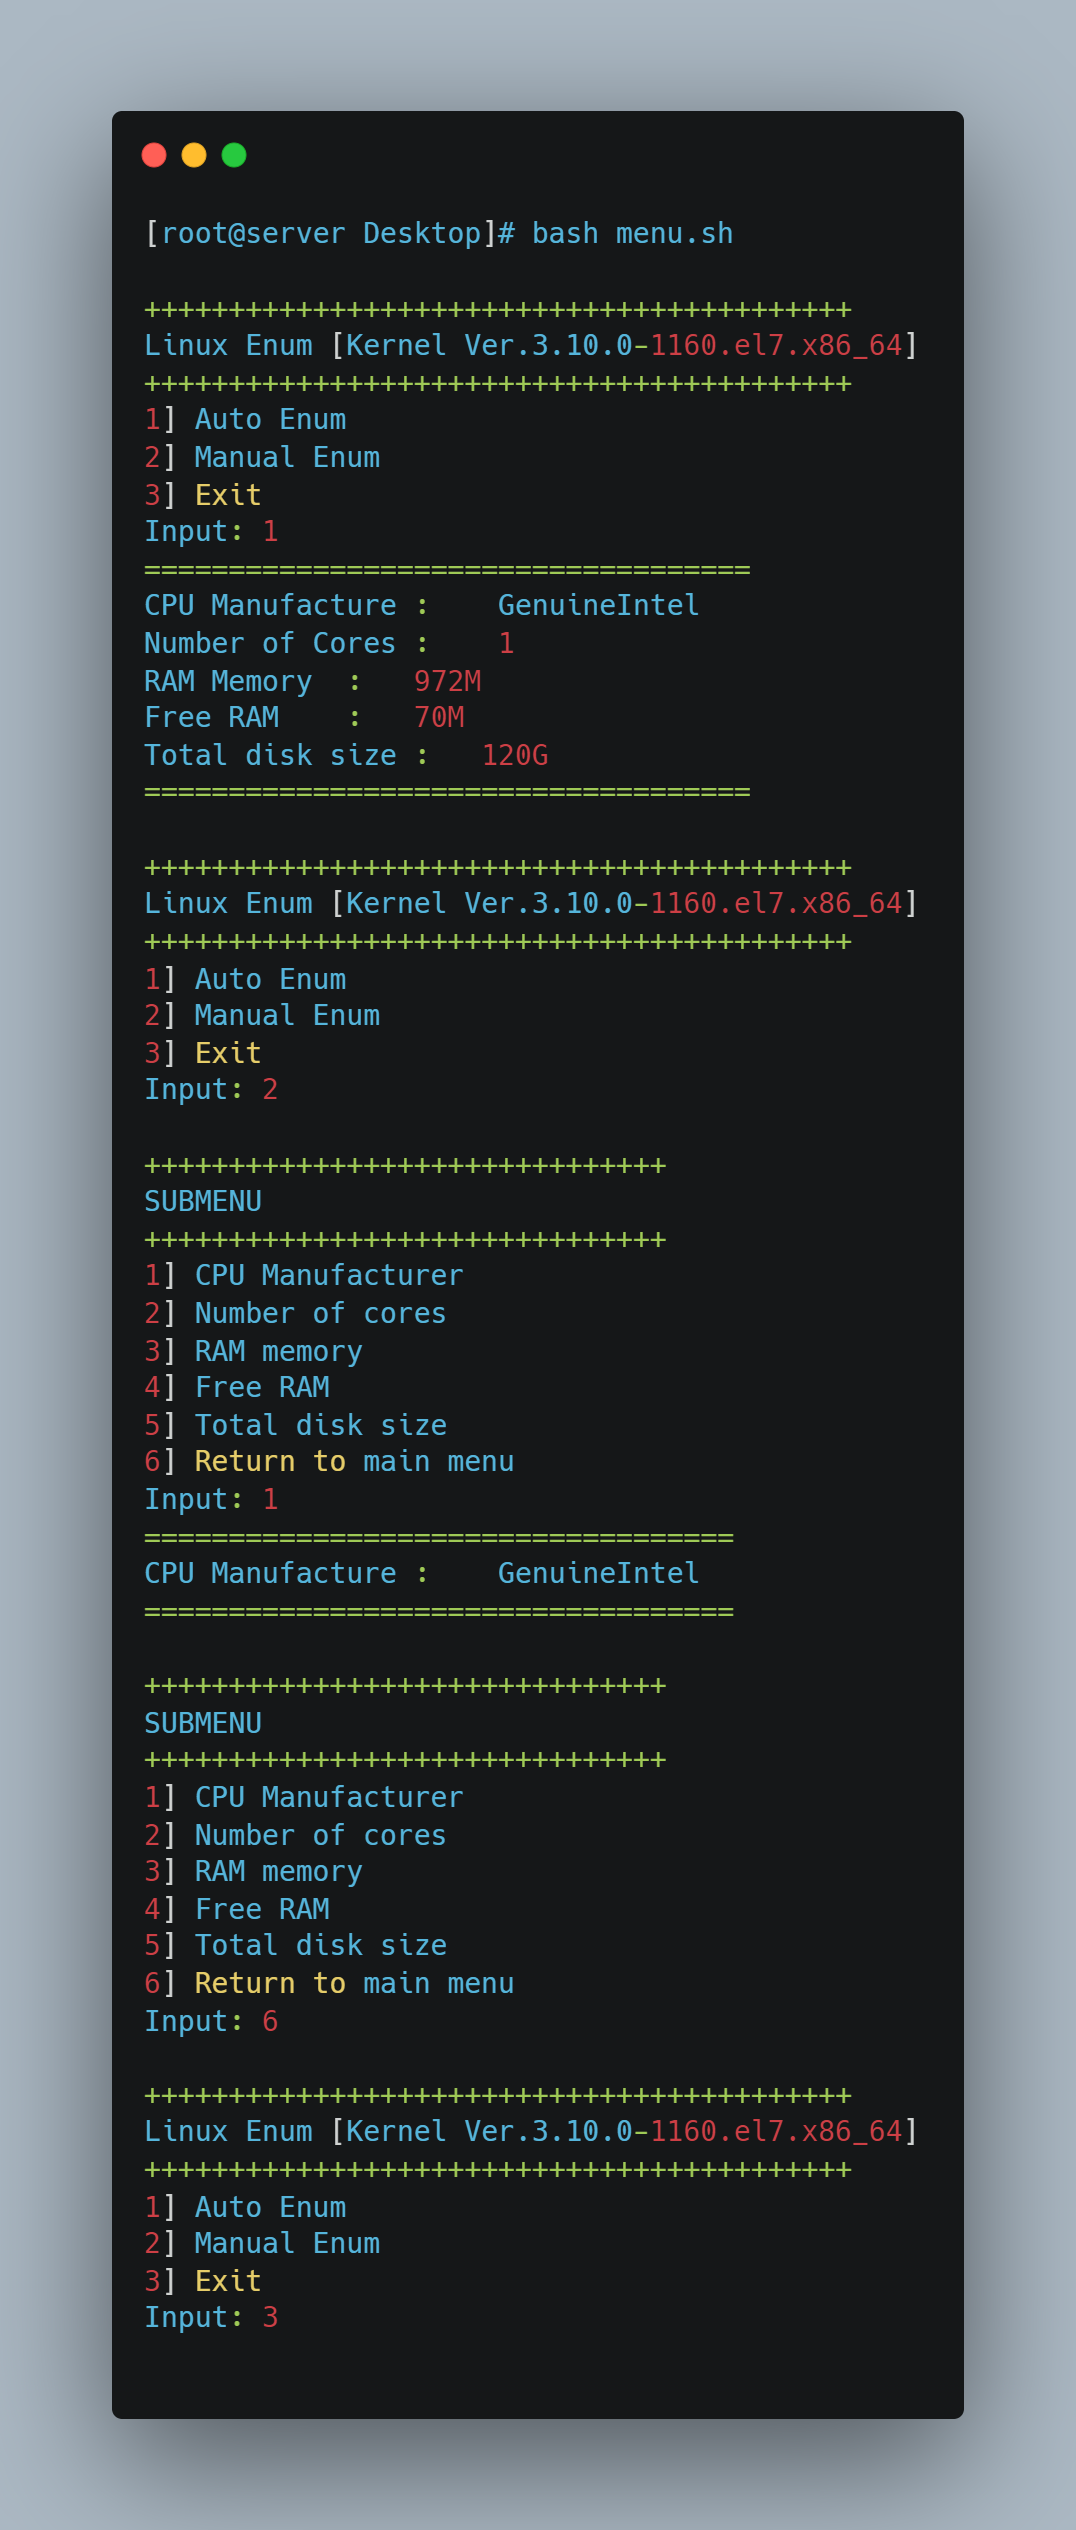 [root@server Desktop]# bash menu.sh
++++++++++++++++++++++++++++++++++++++++++
Linux Enum [Kernel Ver.3.10.0-1160.el7.x86_64]
++++++++++++++++++++++++++++++++++++++++++
1] Auto Enum
2] Manual Enum
3] Exit
Input: 1
====================================
CPU Manufacture :    GenuineIntel
Number of Cores :    1
RAM Memory  :   972M
Free RAM    :   70M
Total disk size :   120G
====================================
++++++++++++++++++++++++++++++++++++++++++
Linux Enum [Kernel Ver.3.10.0-1160.el7.x86_64]
++++++++++++++++++++++++++++++++++++++++++
1] Auto Enum
2] Manual Enum
3] Exit
Input: 2
+++++++++++++++++++++++++++++++
SUBMENU
+++++++++++++++++++++++++++++++
1] CPU Manufacturer
2] Number of cores
3] RAM memory
4] Free RAM
5] Total disk size
6] Return to main menu
Input: 1
===================================
CPU Manufacture :    GenuineIntel
===================================
+++++++++++++++++++++++++++++++
SUBMENU
+++++++++++++++++++++++++++++++
1] CPU Manufacturer
2] Number of cores
3] RAM memory
4] Free RAM
5] Total disk size
6] Return to main menu
Input: 6
++++++++++++++++++++++++++++++++++++++++++
Linux Enum [Kernel Ver.3.10.0-1160.el7.x86_64]
++++++++++++++++++++++++++++++++++++++++++
1] Auto Enum
2] Manual Enum
3] Exit
Input: 3